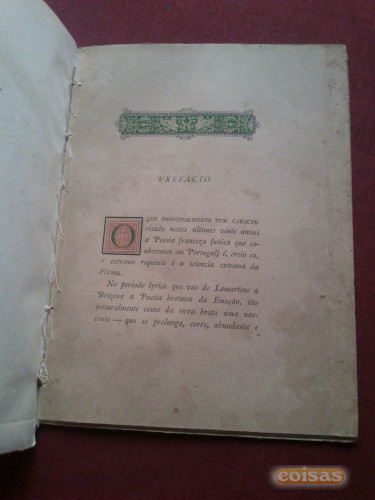 PREFACIO
O QUE PRINCIPALMENTE TEM CARACTE-
risado nestes ultimos vinte annos
a Poesia franceza (unica que co-
nhecemos em Portugal) é, creio eu,
o extremo requinte e a sciencia extrema da
Fórma.
No periodo lyrico que vae de Lamartine a
Brizeux a Poesia brotava da Emoção, tão
naturalmente como da terra brota uma nas-
cente — que se prolonga, corre, abundante e
coisas